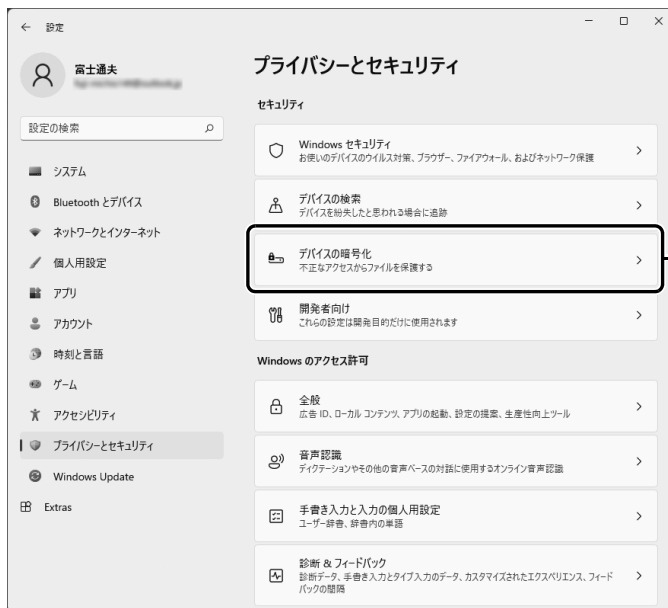 設定
富士通夫
設定の検索
システム
Bluetooth とデバイス
ネットワークとインターネット
個人用設定
アプリ
アカウント
時刻と言語
ゲーム
アクセシビリティ
プライバシーとセキュリティ
Windows Update
Extras
プライバシーとセキュリティ
セキュリティ
Windows セキュリティ
お使いのデバイスのウイルス対策、ブラウザー、ファイアウォール、およびネットワーク保護
デバイスの検索
デバイスを紛失したと思われる場合に追跡
デバイスの暗号化
不正なアクセスからファイルを保護する
開発者向け
これらの設定は開発目的だけに使用されます
Windows のアクセス許可
全般
広告 ID、ローカル コンテンツ、アプリの起動、設定の提案、生産性向上ツール
音声認識
ディクテーションやその他の音声ベースの対話に使用するオンライン音声認識
手書き入力と入力の個人用設定
ユーザー辞書、辞書内の単語
診断 & フィードバック
診断データ、手書き入力とタイプ入力のデータ、カスタマイズされたエクスペリエンス、フィード
バックの間隔